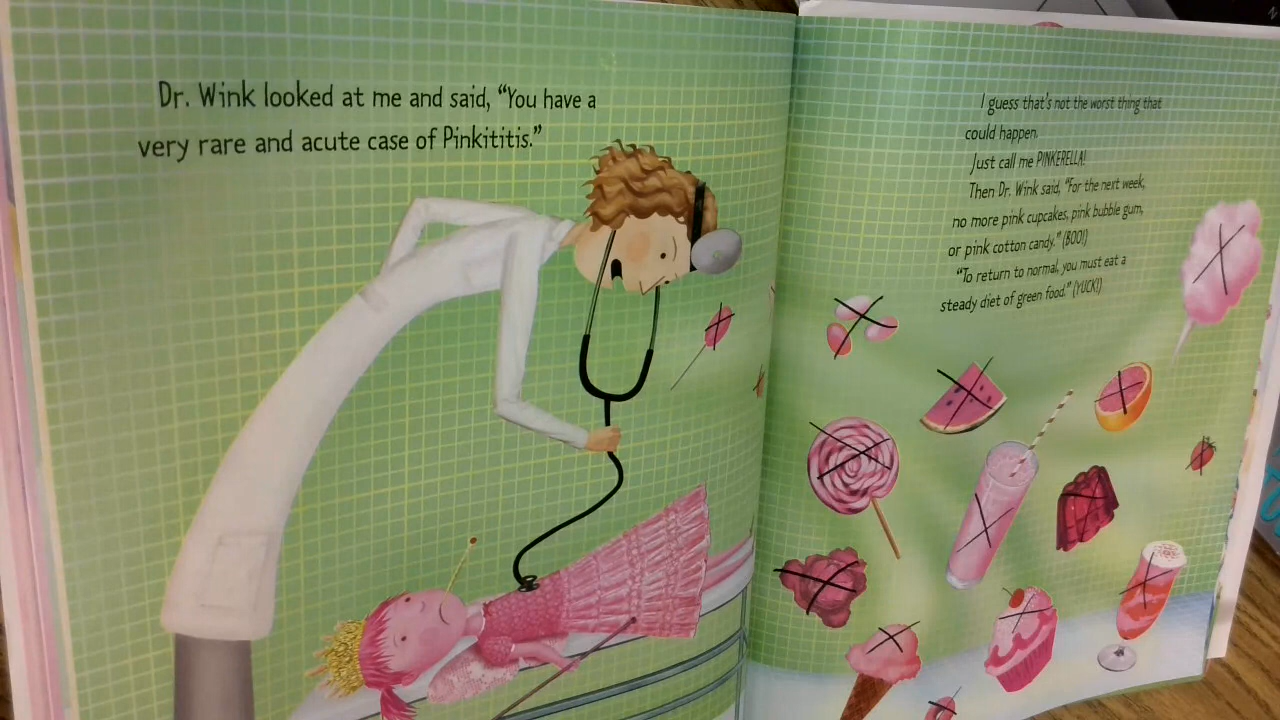 Dr. Wink looked at me and said, “You have a
very rare and acute case of Pinkititis.”
I guess that's not the worst thing that
could happen.
Just call me PINKERELLA!
Then Dr. Wink said, “For the next week,
no more pink cupcakes, pink bubble gum,
or pink cotton candy.” (BOO!)
“To return to normal, you must eat a
steady diet of green food.” (YUCK!)